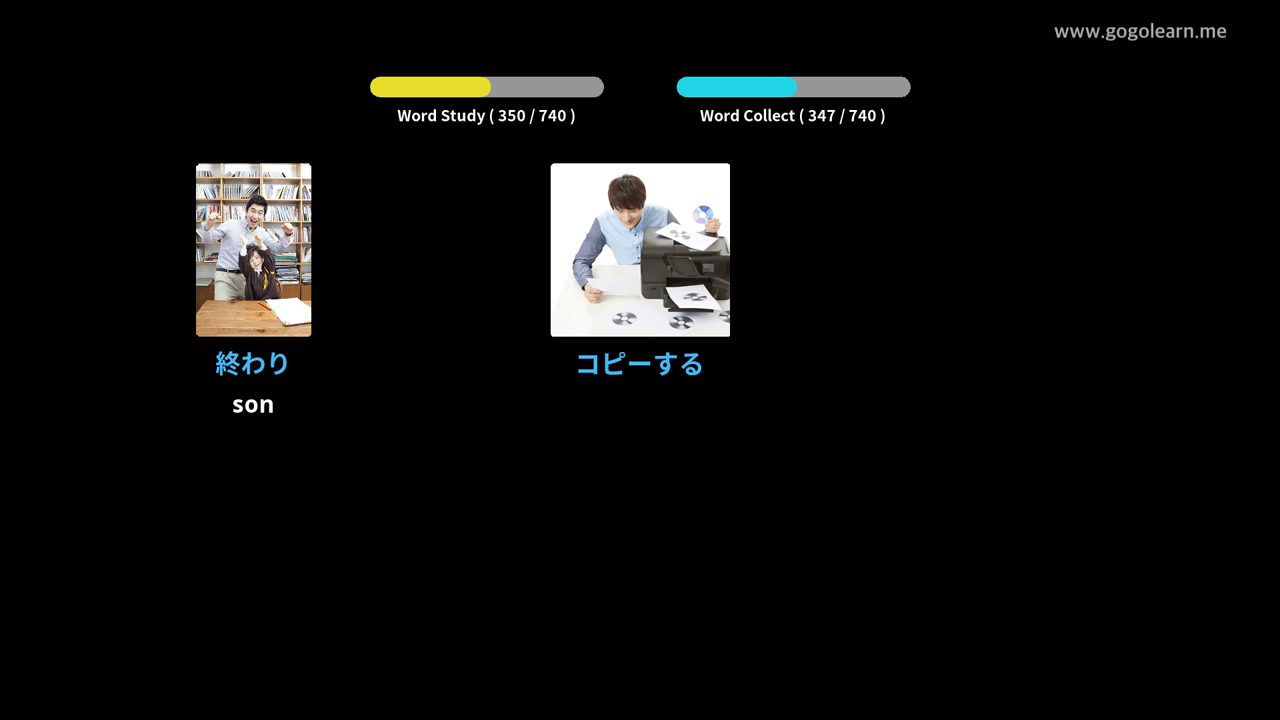 www.gogolearn.me
Word Study ( 350 / 740 )
Word Collect ( 347 / 740 )
終わり
コピーする
son